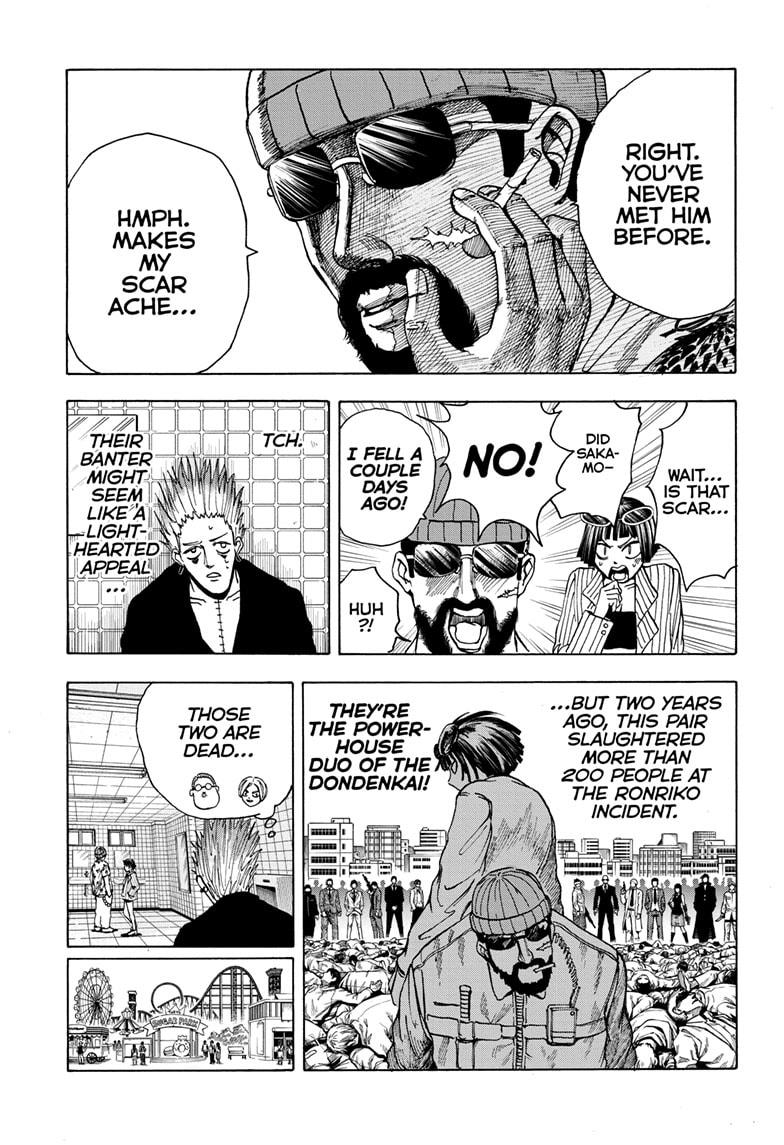 RIGHT.
YOU'VE
NEVER
MET HIM
BEFORE.
HMPH.
MAKES
MY
SCAR
ACHE...
WAIT...
IS THAT
SCAR...
DID
SAKA-
MO–
NO!
I FELL A
COUPLE
DAYS
AGO!
HUH
?!
TCH.
THEIR
BANTER
MIGHT
SEEM
LIKE A
LIGHT-
HEARTED
APPEAL
...
...BUT TWO YEARS
AGO, THIS PAIR
SLAUGHTERED
MORE THAN
200 PEOPLE AT
THE RONRIKO
INCIDENT.
THEY'RE
THE POWER-
HOUSE
DUO OF THE
DONDENKAI!
THOSE
TWO ARE
DEAD...
SUGAR PARK